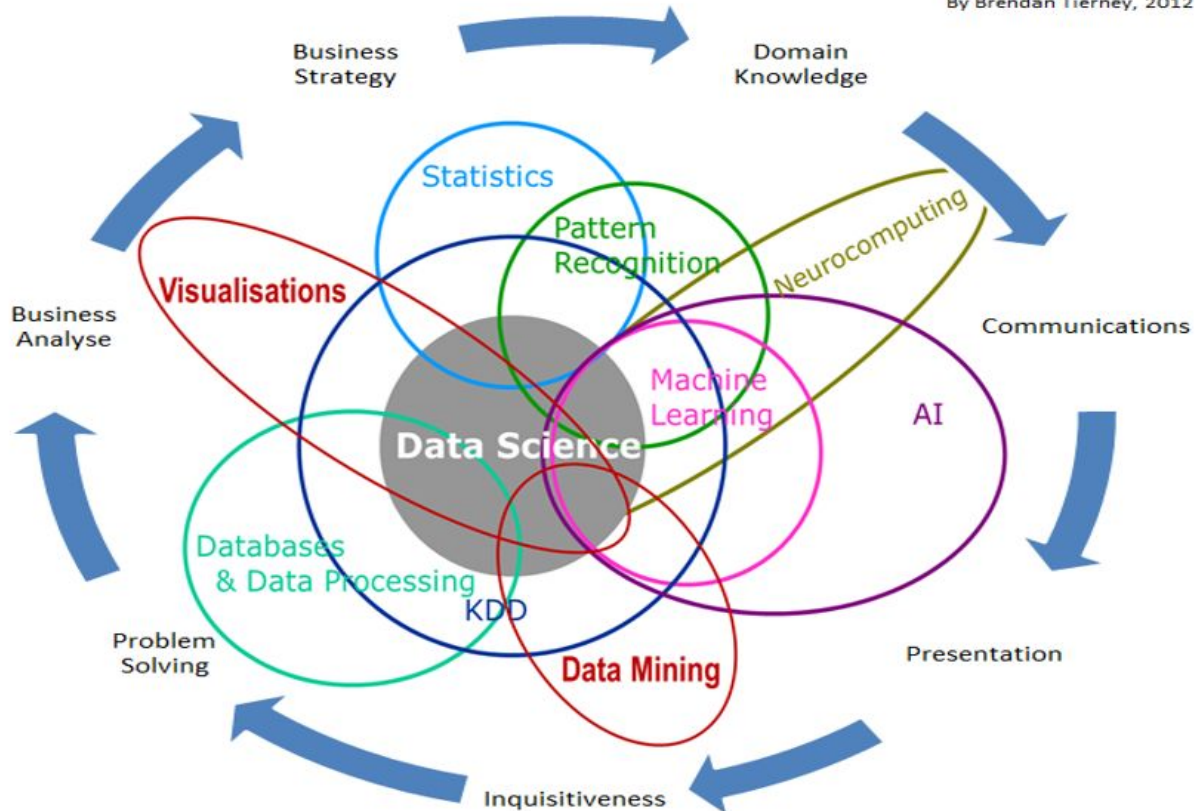 By Brendan Tierney, 2012
Business
Strategy
Domain
Knowledge
Statistics
Pattern
Recognition
Neurocomputing
Visualisations
Business
Analyse
Communications
Machine
Learning
AI
Data Science
Databases
& Data Processing
KDD
Problem
Solving
Data Mining
Presentation
Inquisitiveness